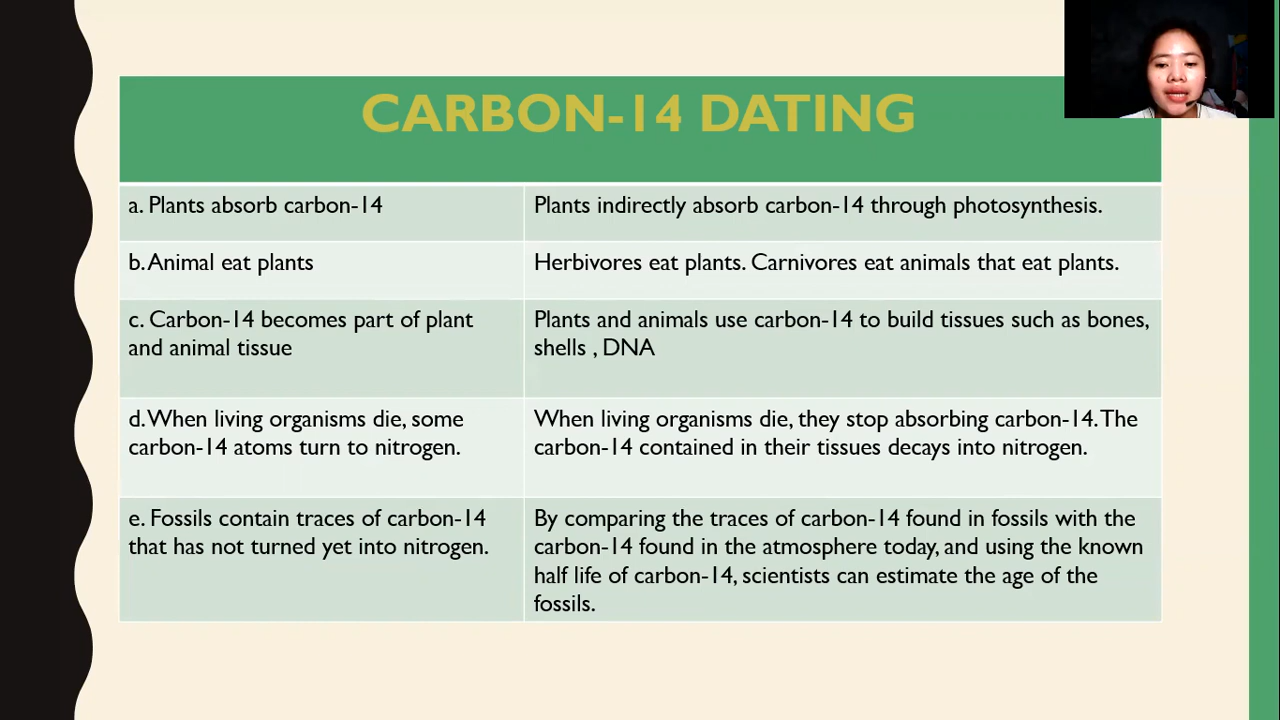 CARBON-14 DATING
a. Plants absorb carbon-14
Plants indirectly absorb carbon-14 through photosynthesis.
b. Animal eat plants
Herbivores eat plants. Carnivores eat animals that eat plants.
c. Carbon-14 becomes part of plant
and animal tissue
Plants and animals use carbon-14 to build tissues such as bones,
shells , DNA
d. When living organisms die, some
carbon-14 atoms turn to nitrogen.
When living organisms die, they stop absorbing carbon-14. The
carbon-14 contained in their tissues decays into nitrogen.
e. Fossils contain traces of carbon-14
that has not turned yet into nitrogen.
By comparing the traces of carbon-14 found in fossils with the
carbon-14 found in the atmosphere today, and using the known
half life of carbon-14, scientists can estimate the age of the
fossils.